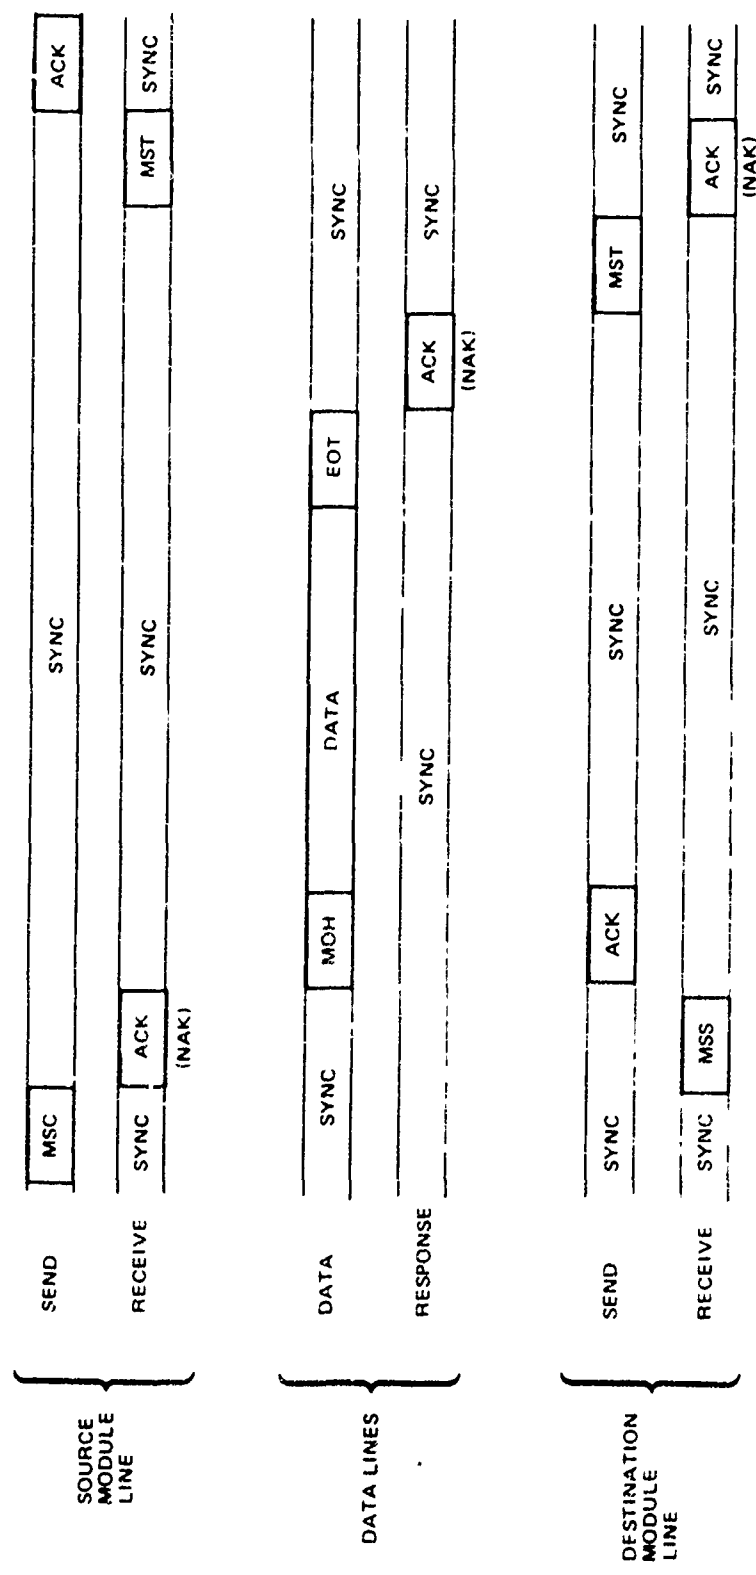 SOURCE
MODULE
LINE
SEND
MSC
SYNC
ACK
RECEIVE
SYNC
ACK
(NAK)
SYNC
MST
SYNC
DATA LINES
DATA
SYNC
MOH
DATA
EOT
SYNC
RESPONSE
SYNC
ACK
(NAK)
SYNC
DESTINATION
MODULE
LINE
SEND
SYNC
ACK
SYNC
MST
SYNC
RECEIVE
SYNC
MSS
SYNC
ACK
(NAK)
SYNC